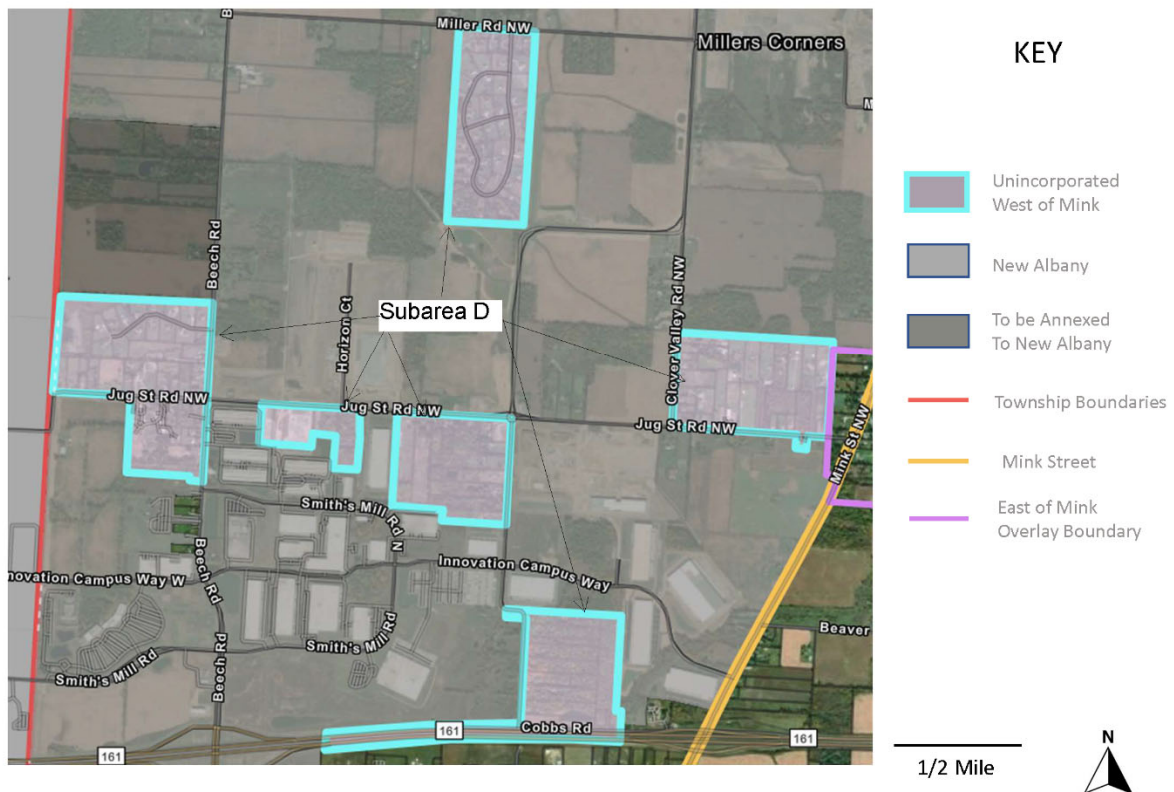 Miller Rd NW
Millers Corners
KEY
Unincorporated
West of Mink
New Albany
To be Annexed
To New Albany
Township Boundaries
Mink Street
East of Mink
Overlay Boundary
Beech Rd
Horizon Ct
Subarea D
Clover Valley Rd NW
Jug St Rd NW
Jug St Rd NW
Jug St Rd NW
Mink St NW
Smith's Mill Rd
N
Innovation Campus Way
nnovation Campus Way W
Beech Rd
Smith's Mill Rd
Smith's Mill Rd
Beech Rd
Beaver
Cobbs Rd
161
161
161
1/2 Mile
N